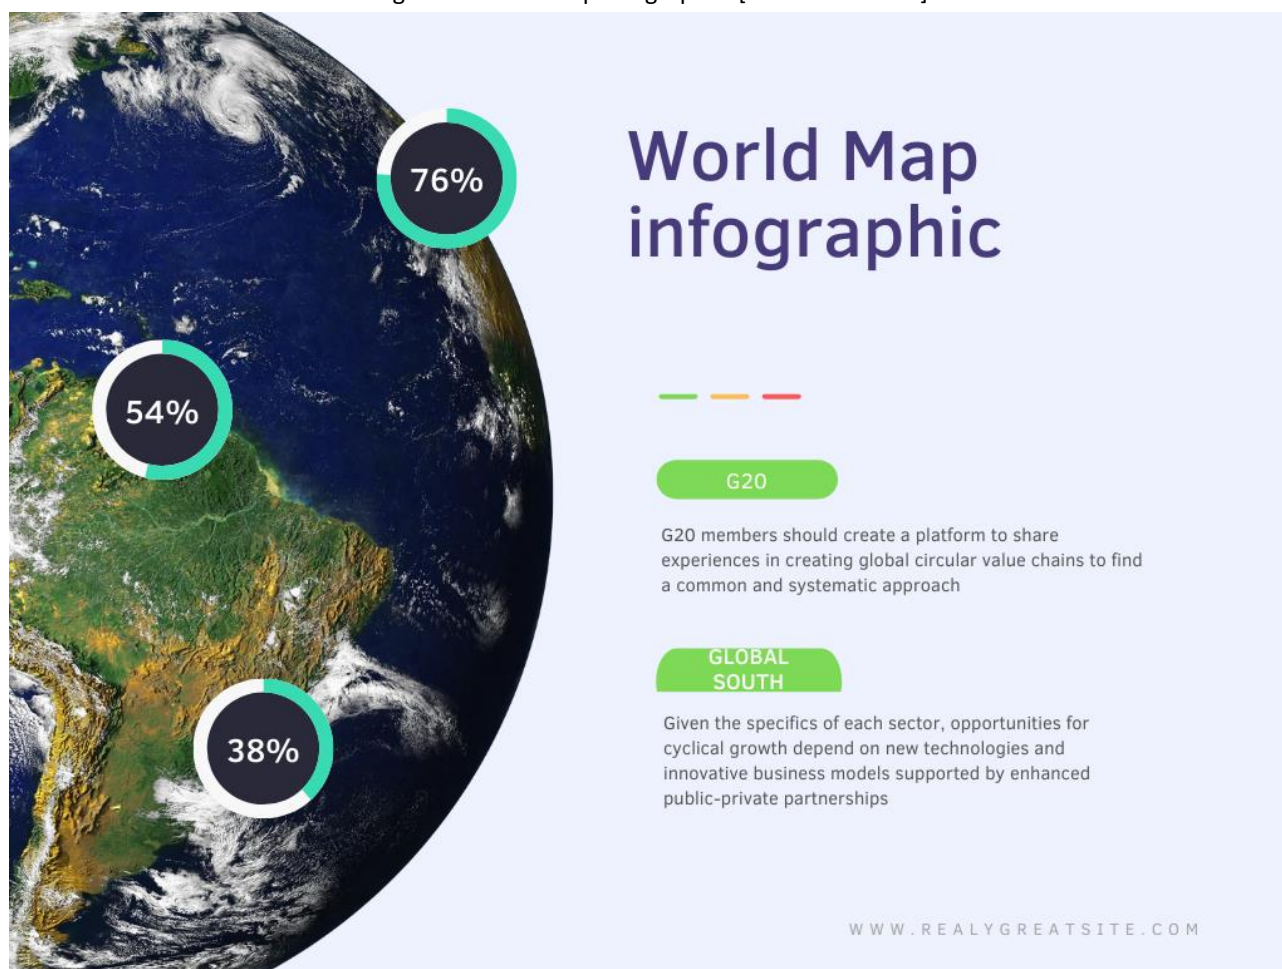 World Map
infographic
76%
54%
38%
G20
G20 members should create a platform to share
experiences in creating global circular value chains to find
a common and systematic approach
GLOBAL
SOUTH
Given the specifics of each sector, opportunities for
cyclical growth depend on new technologies and
innovative business models supported by enhanced
public-private partnerships
WWW.REALYGREATSITE.COM